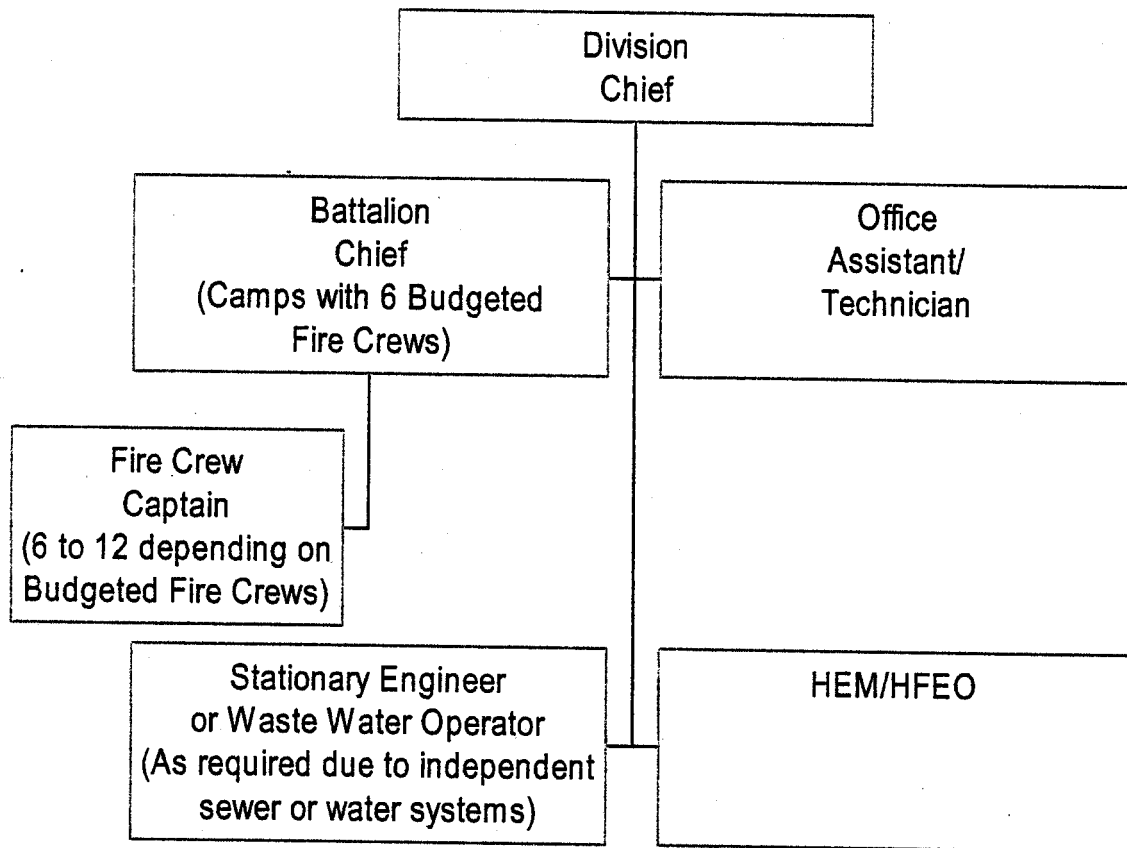 Division
Chief
Battalion
Chief
(Camps with 6 Budgeted
Fire Crews)
Office
Assistant/
Technician
Fire Crew
Captain
(6 to 12 depending on
Budgeted Fire Crews)
Stationary Engineer
or Waste Water Operator
(As required due to independent
sewer or water systems)
HEM/HFEO